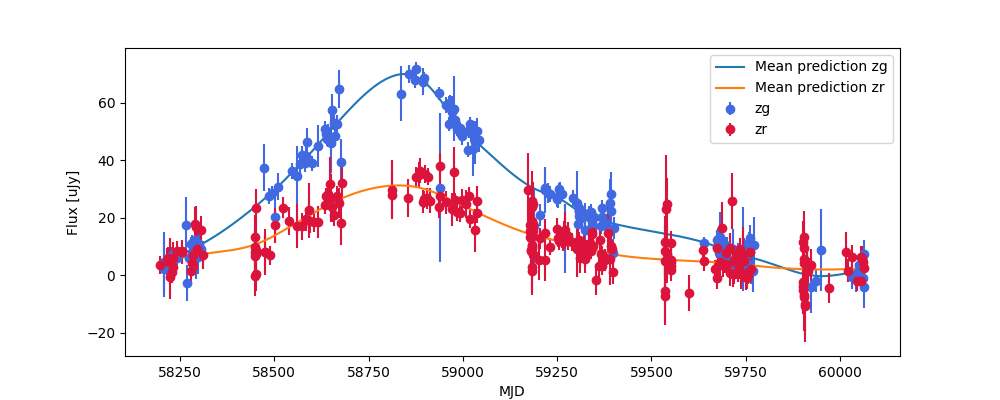 Mean prediction zg
Mean prediction zr
zg
zr
Flux [uJy]
60
40
20
0
−20
58250 58500 58750 59000 59250 59500 59750 60000
MJD